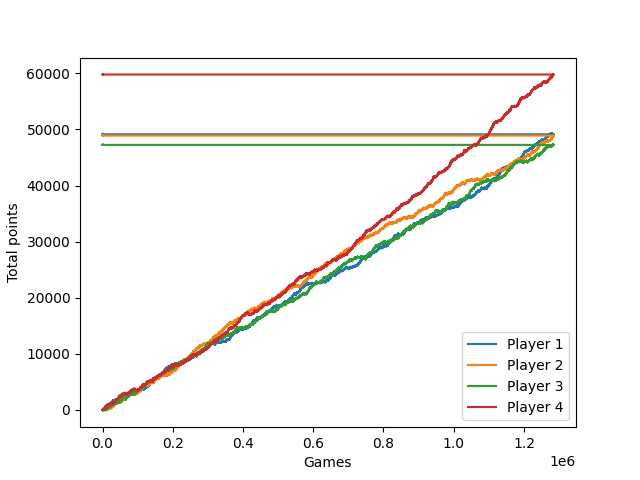 60000
50000
40000
30000
20000
10000
0
Total points
0.0 0.2 0.4 0.6 0.8 1.0 1.2
1e6
Games
Player 1
Player 2
Player 3
Player 4